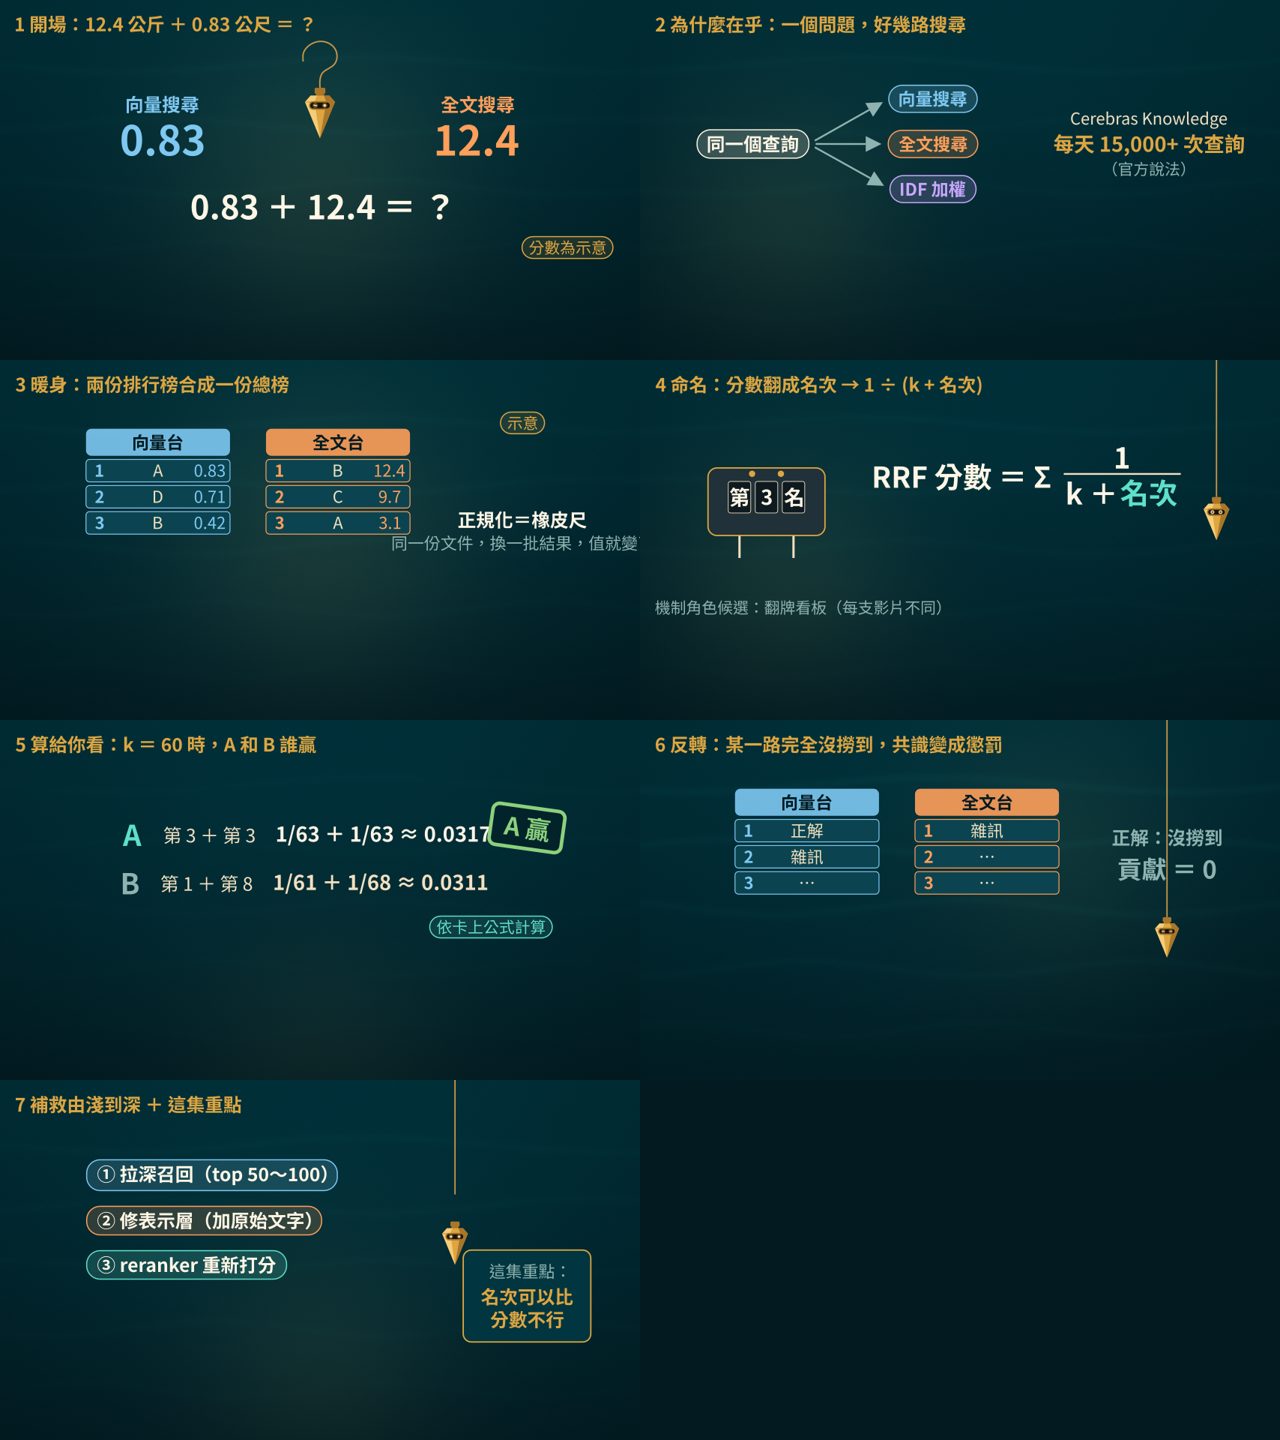 1 開場：12.4 公斤 ＋ 0.83 公尺 ＝ ？
向量搜尋
0.83
全文搜尋
12.4
0.83 ＋ 12.4 ＝ ？
分數為示意
2 為什麼在乎：一個問題，好幾路搜尋
同一個查詢
向量搜尋
全文搜尋
IDF 加權
Cerebras Knowledge
每天 15,000+ 次查詢
（官方說法）
3 暖身：兩份排行榜合成一份總榜
示意
向量台
1 A 0.83
2 D 0.71
3 B 0.42
全文台
1 B 12.4
2 C 9.7
3 A 3.1
正規化＝橡皮尺
同一份文件，換一批結果，值就變
4 命名：分數翻成名次 → 1 ÷ (k + 名次)
第 3 名
RRF 分數 ＝ Σ
1
k ＋ 名次
機制角色候選：翻牌看板（每支影片不同）
5 算給你看：k ＝ 60 時，A 和 B 誰贏
A 第 3 ＋ 第 3 1/63 ＋ 1/63 ≈ 0.0317
A 贏
B 第 1 ＋ 第 8 1/61 ＋ 1/68 ≈ 0.0311
依卡上公式計算
6 反轉：某一路完全沒撈到，共識變成懲罰
向量台
1 正解
2 雜訊
3 …
全文台
1 雜訊
2 …
3 …
正解：沒撈到
貢獻 ＝ 0
7 補救由淺到深 ＋ 這集重點
① 拉深召回（top 50～100）
② 修表示層（加原始文字）
③ reranker 重新打分
這集重點：
名次可以比
分數不行